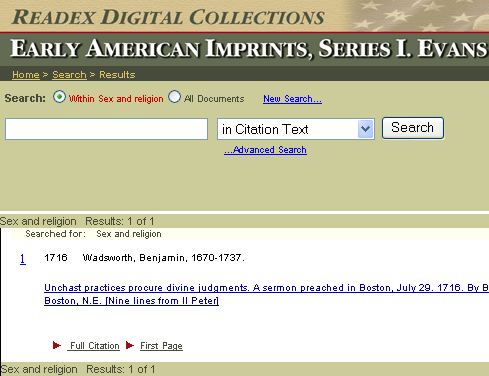 READEX DIGITAL COLLECTIONS
EARLY AMERICAN IMPRINTS, SERIES I. EVANS
Home > Search > Results
Search: Within Sex and religion All Documents New Search...
in Citation Text Search
...Advanced Search
Sex and religion Results: 1 of 1
Searched for: Sex and religion
1 1716 Wadsworth, Benjamin, 1670-1737.
Unchast practices procure divine judgments. A sermon preached in Boston, July 29. 1716. By B
Boston, N.E. [Nine lines from II Peter]
Full Citation First Page
Sex and religion Results: 1 of 1